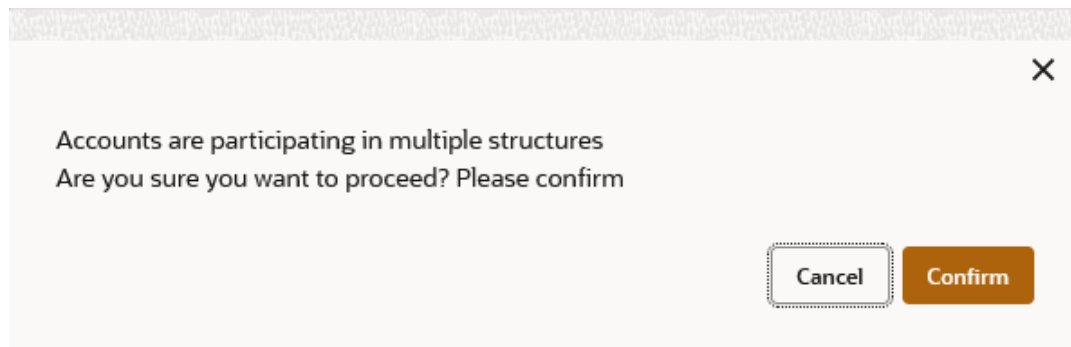 Accounts are participating in multiple structures
Are you sure you want to proceed? Please confirm
Cancel Confirm